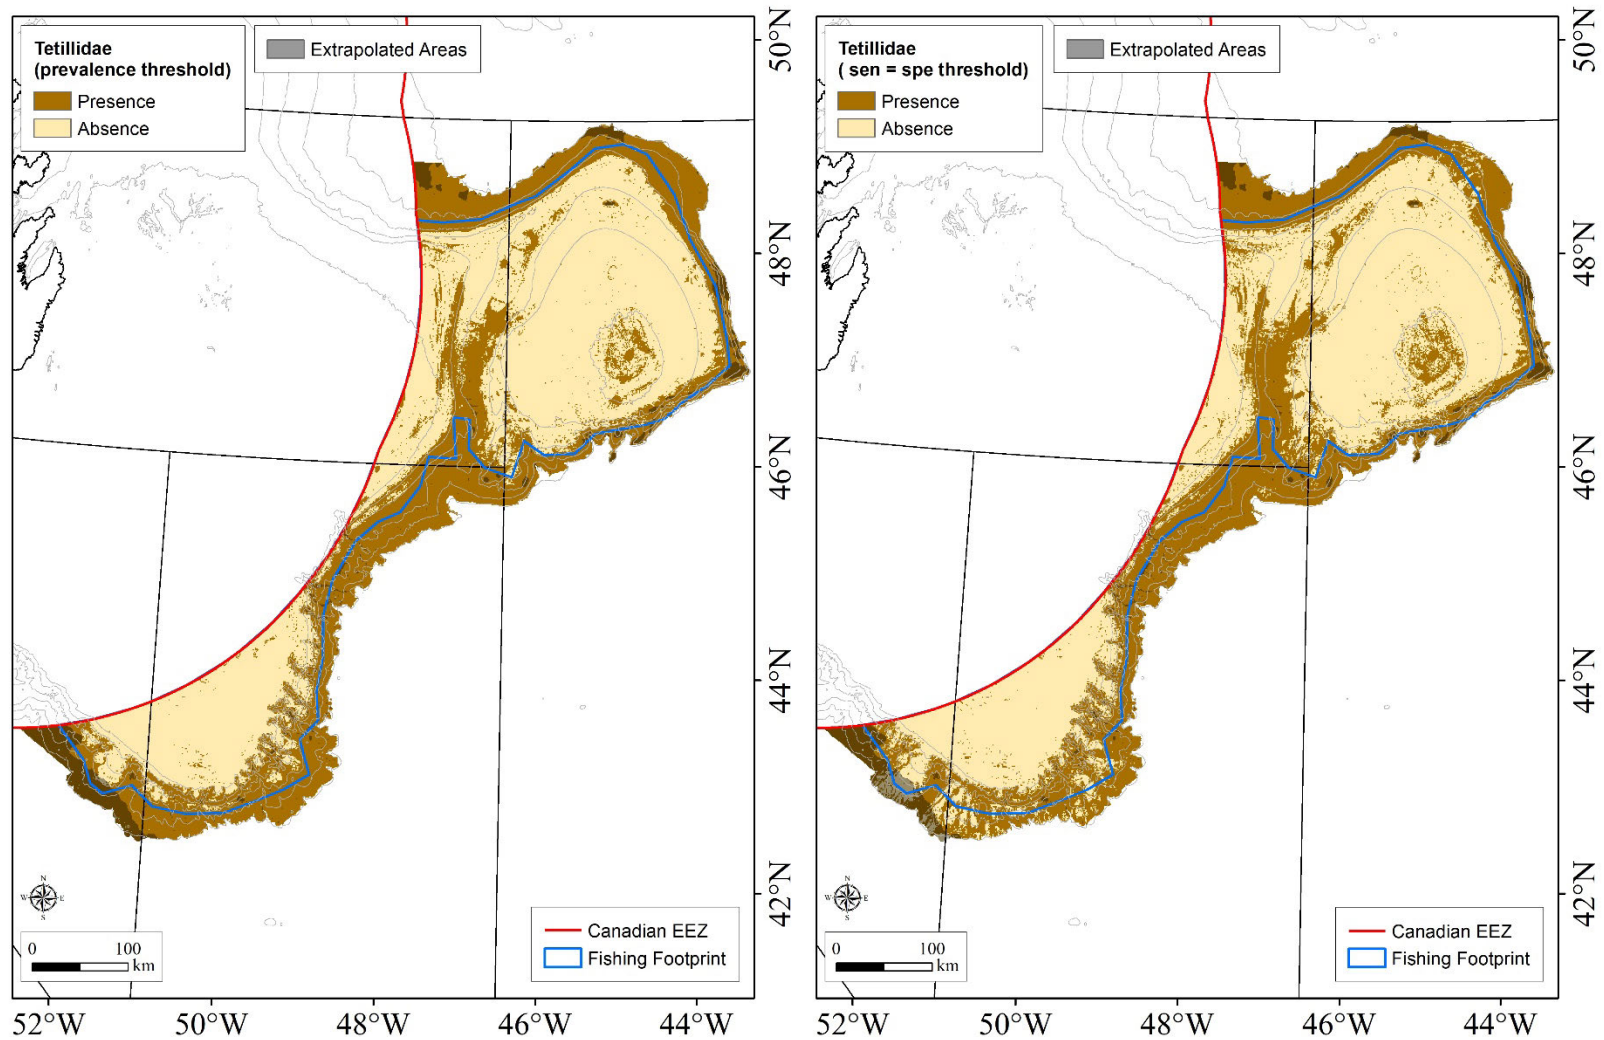 Tetillidae
(prevalence threshold)
Presence
Absence
Extrapolated Areas
50°N
48°N
46°N
44°N
42°N
N
W E
S
0 100
km
Canadian EEZ
Fishing Footprint
52°W 50°W 48°W 46°W 44°W
Tetillidae
( sen = spe threshold)
Presence
Absence
Extrapolated Areas
50°N
48°N
46°N
44°N
42°N
N
W E
S
0 100
km
Canadian EEZ
Fishing Footprint
52°W 50°W 48°W 46°W 44°W